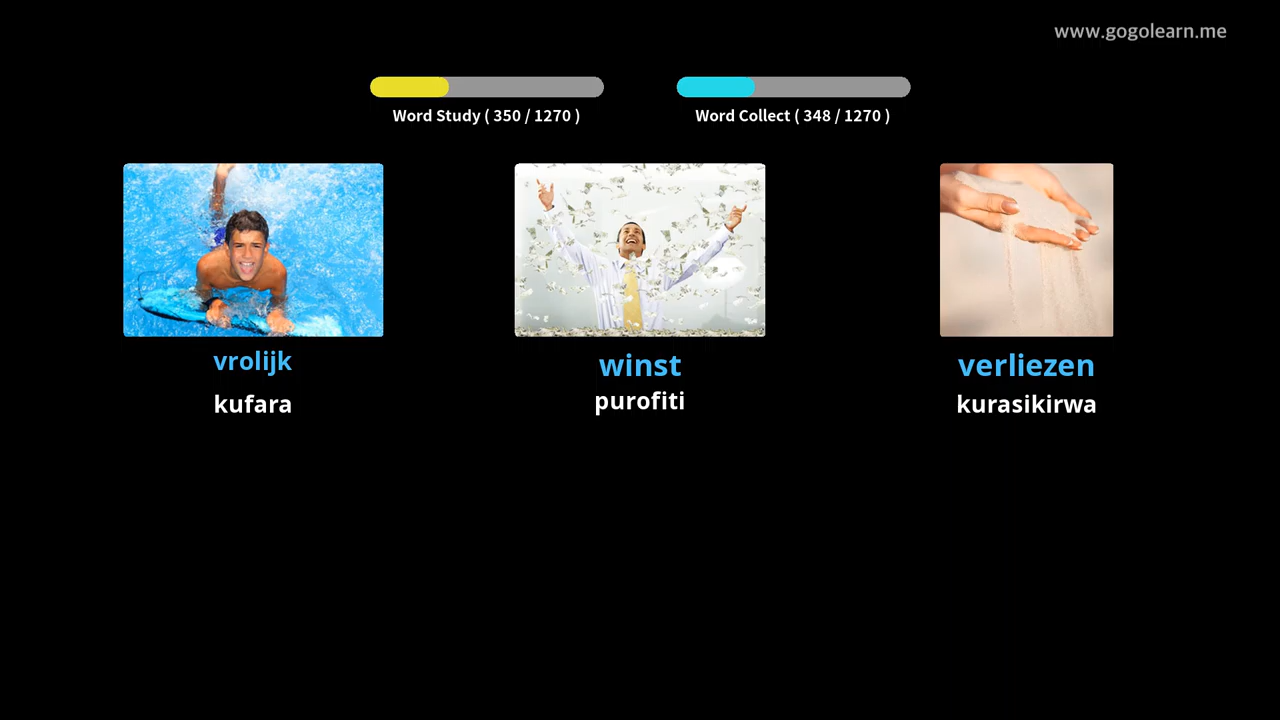 www.gogolearn.me
Word Study ( 350 / 1270 )
Word Collect ( 348 / 1270 )
vrolijk
kufara
winst
purofiti
verliezen
kurasikirwa